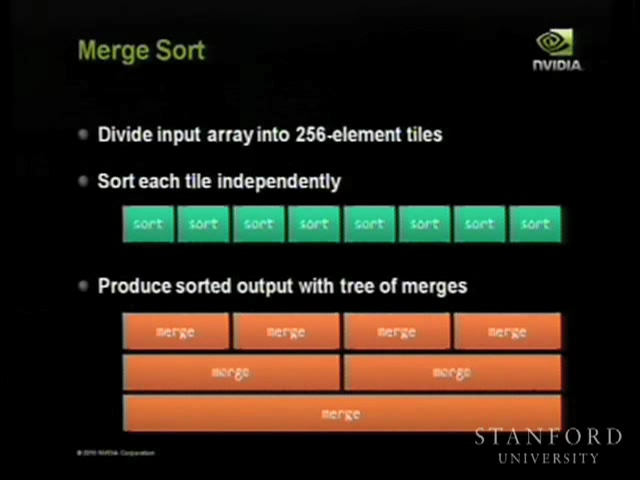 Merge Sort
NVIDIA
Divide input array into 256-element tiles
Sort each tile independently
sort sort sort sort sort sort sort sort
Produce sorted output with tree of merges
merge merge merge merge
merge merge
merge
© 2010 NVIDIA Corporation
STANFORD
UNIVERSITY